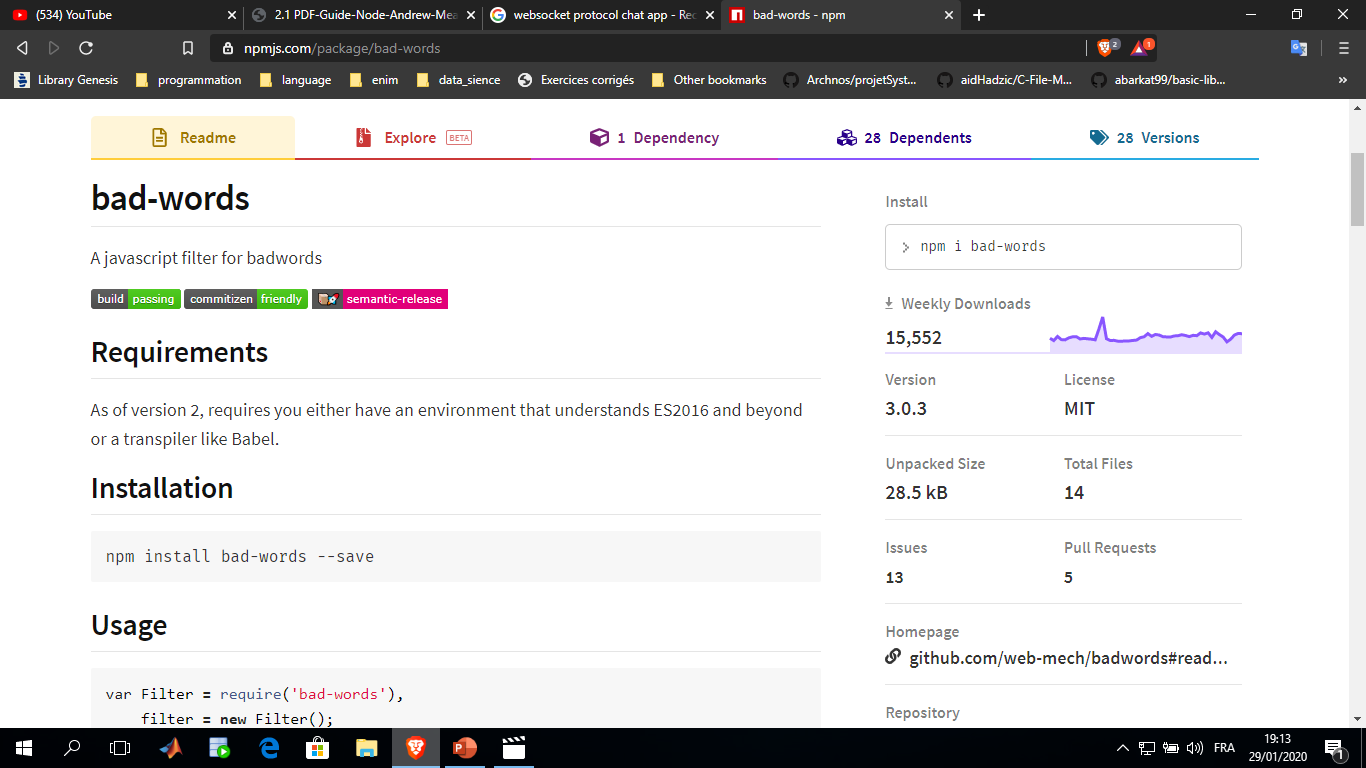 (534) YouTube
2.1 PDF-Guide-Node-Andrew-Mea
websocket protocol chat app - Rec
bad-words - npm
npmjs.com/package/bad-words
2
1
Library Genesis
programmation
language
enim
data_sience
Exercices corrigés
Other bookmarks
Archnos/projetSyst...
aidHadzic/C-File-M...
abarkat99/basic-lib...
»
Readme
Explore BETA
1 Dependency
28 Dependents
28 Versions
bad-words
A javascript filter for badwords
build passing commitizen friendly semantic-release
Requirements
As of version 2, requires you either have an environment that understands ES2016 and beyond
or a transpiler like Babel.
Installation
npm install bad-words --save
Usage
var Filter = require('bad-words'),
filter = new Filter();
Install
> npm i bad-words
Weekly Downloads
15,552
Version
License
3.0.3
MIT
Unpacked Size
Total Files
28.5 kB
14
Issues
Pull Requests
13
5
Homepage
github.com/web-mech/badwords#read...
Repository
FRA
19:13
29/01/2020
1